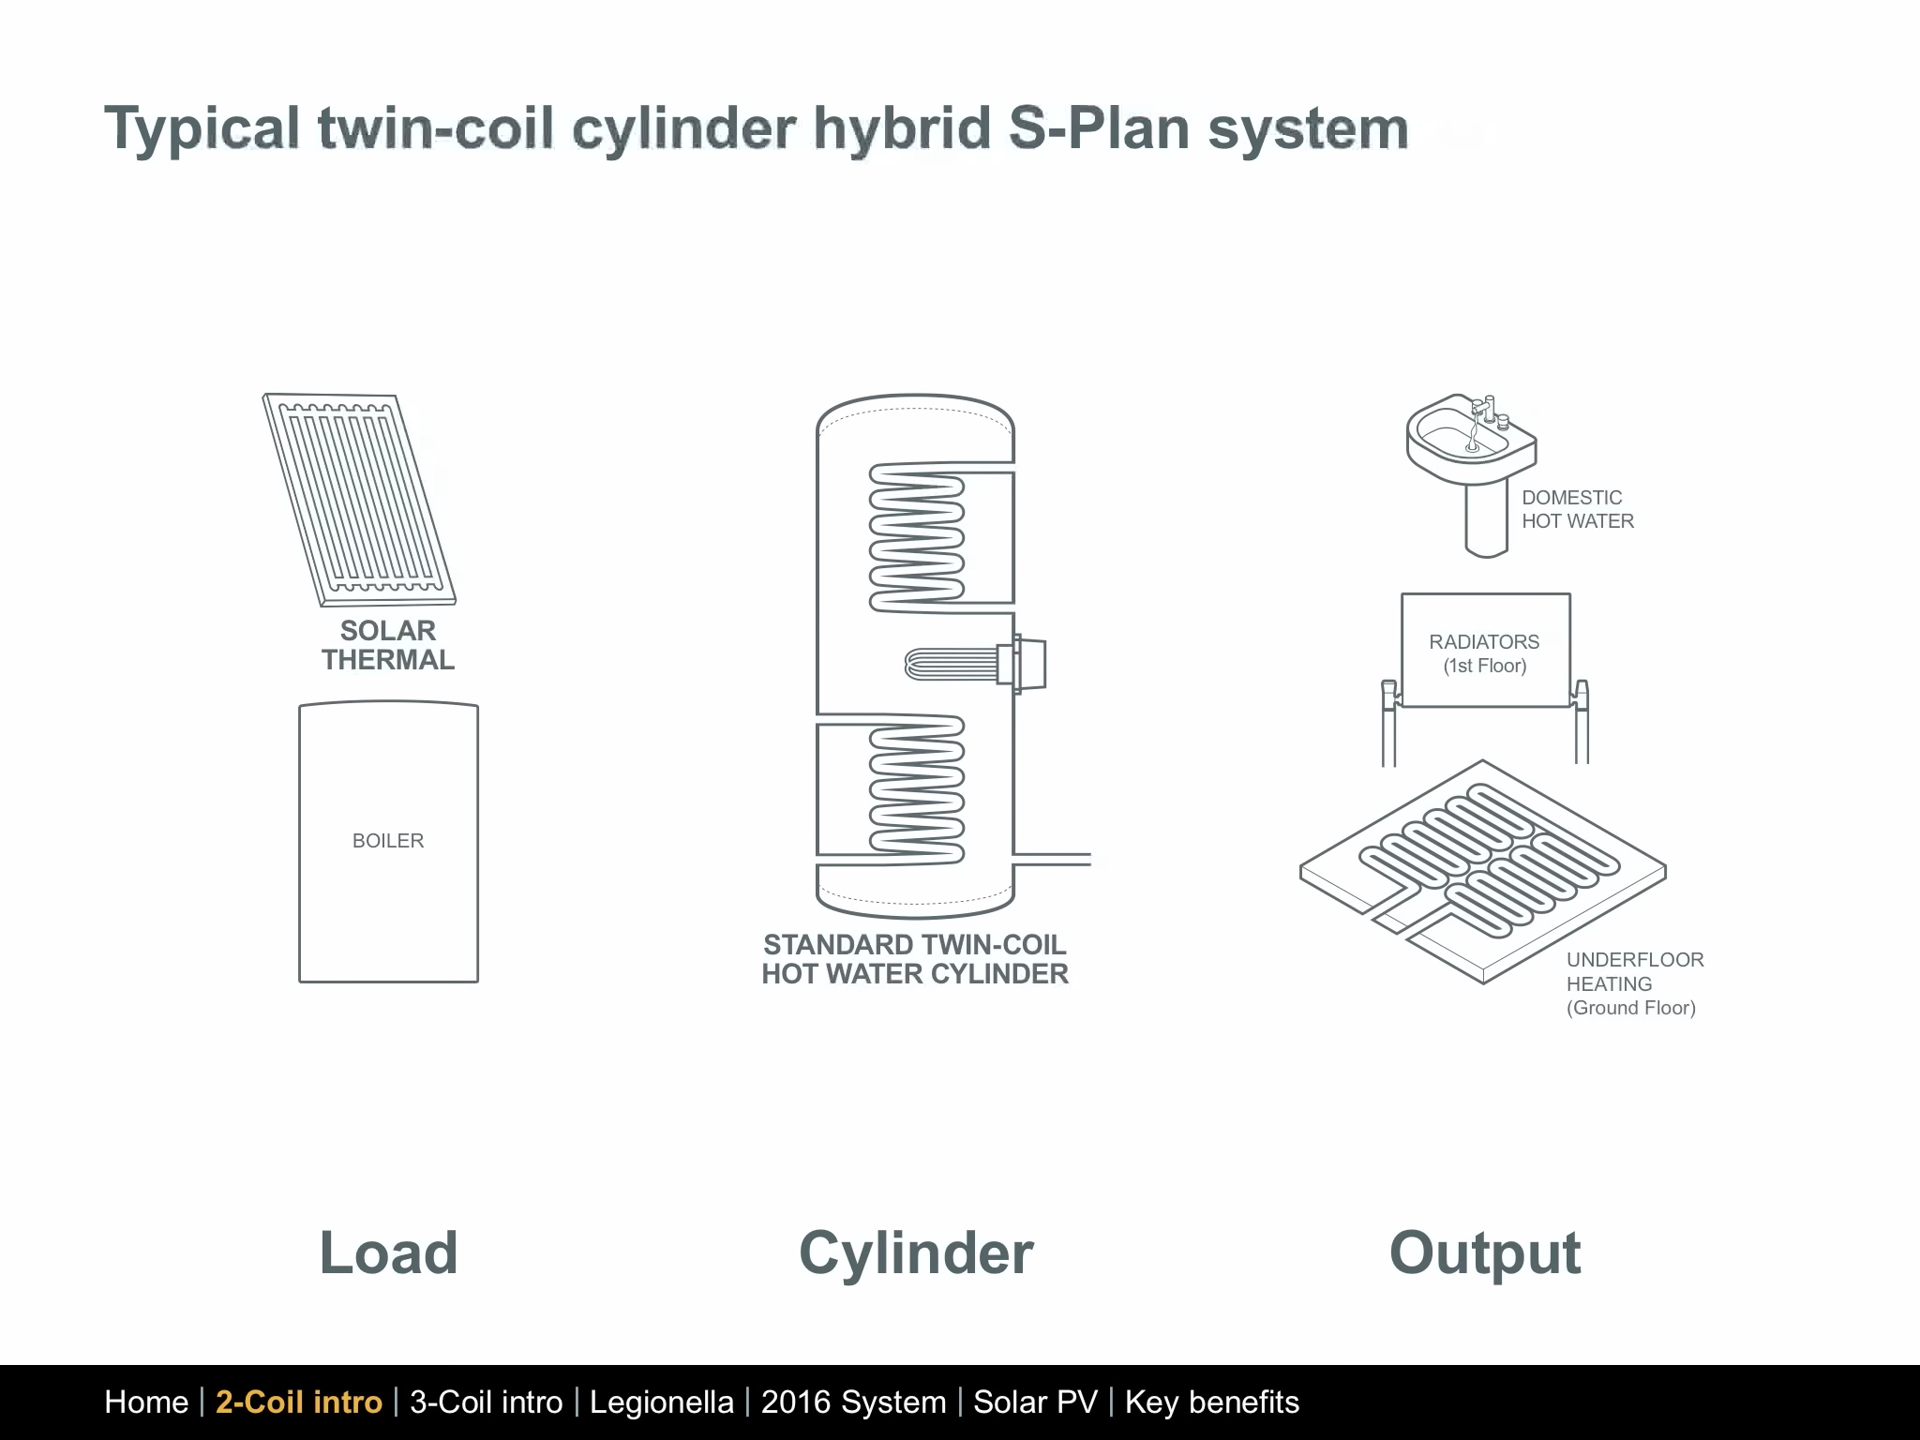 Typical twin-coil cylinder hybrid S-Plan system
SOLAR
THERMAL
BOILER
STANDARD TWIN-COIL
HOT WATER CYLINDER
DOMESTIC
HOT WATER
RADIATORS
(1st Floor)
UNDERFLOOR
HEATING
(Ground Floor)
Load
Cylinder
Output
Home | 2-Coil intro | 3-Coil intro | Legionella | 2016 System | Solar PV | Key benefits